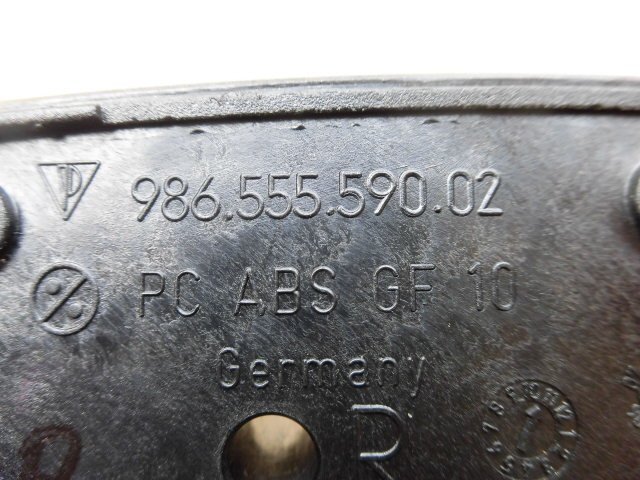 986.555.590.02
PC ABS GF 10
Germany
R